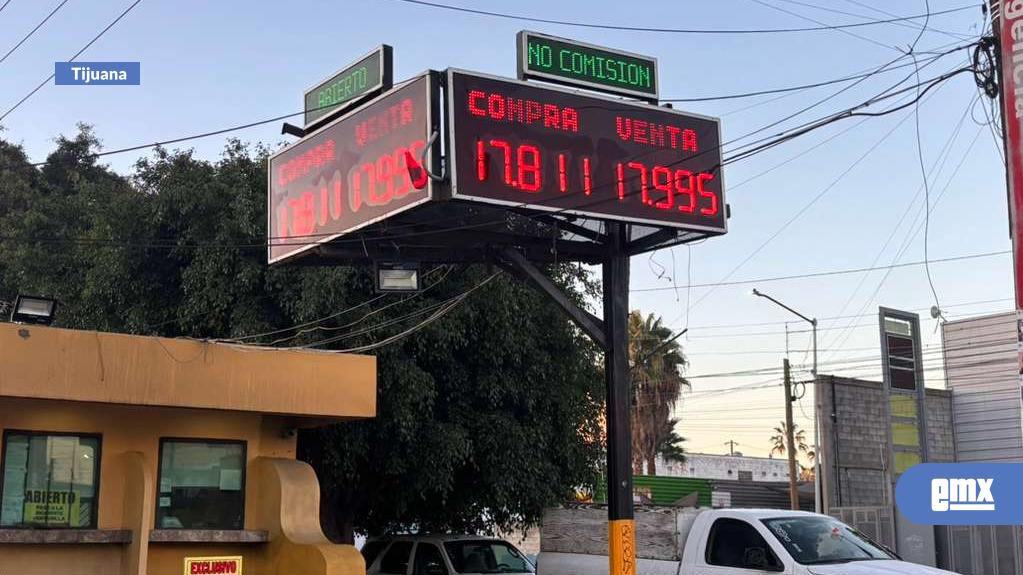 Tijuana
ABIERTO
NO COMISION
COMPRA VENTA
17.811 17.995
COMPRA VENTA
17.811 17.995
ABIERTO
EXCLUSIVO
emx